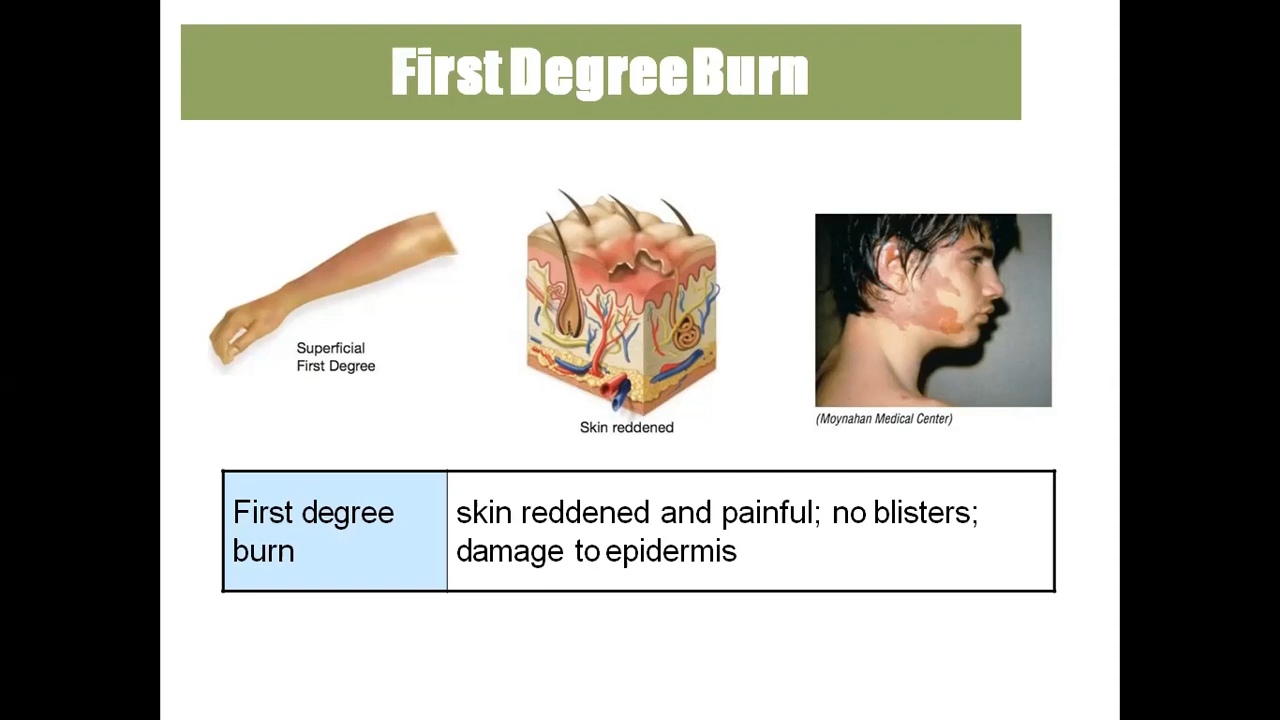 First Degree Burn
Superficial
First Degree
Skin reddened
(Moynahan Medical Center)
First degree
burn
skin reddened and painful; no blisters;
damage to epidermis